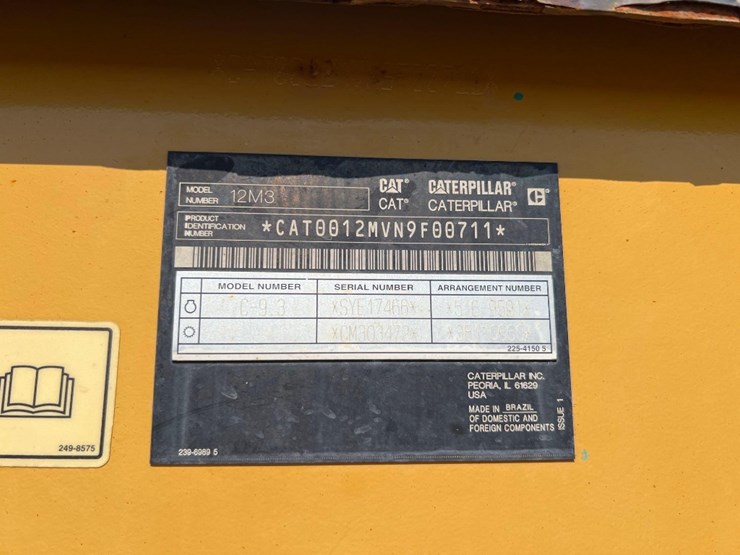 MODEL NUMBER 12M3
CAT® CATERPILLAR®
CAT® CATERPILLAR®
PRODUCT IDENTIFICATION NUMBER *CAT0012MVN9F00711*
MODEL NUMBER SERIAL NUMBER ARRANGEMENT NUMBER
C-9.3 *SYE17466*
225-4150 5
CATERPILLAR INC.
PEORIA, IL 61629
USA
MADE IN BRAZIL
OF DOMESTIC AND
FOREIGN COMPONENTS
ISSUE 1
239-6989 5
249-8575